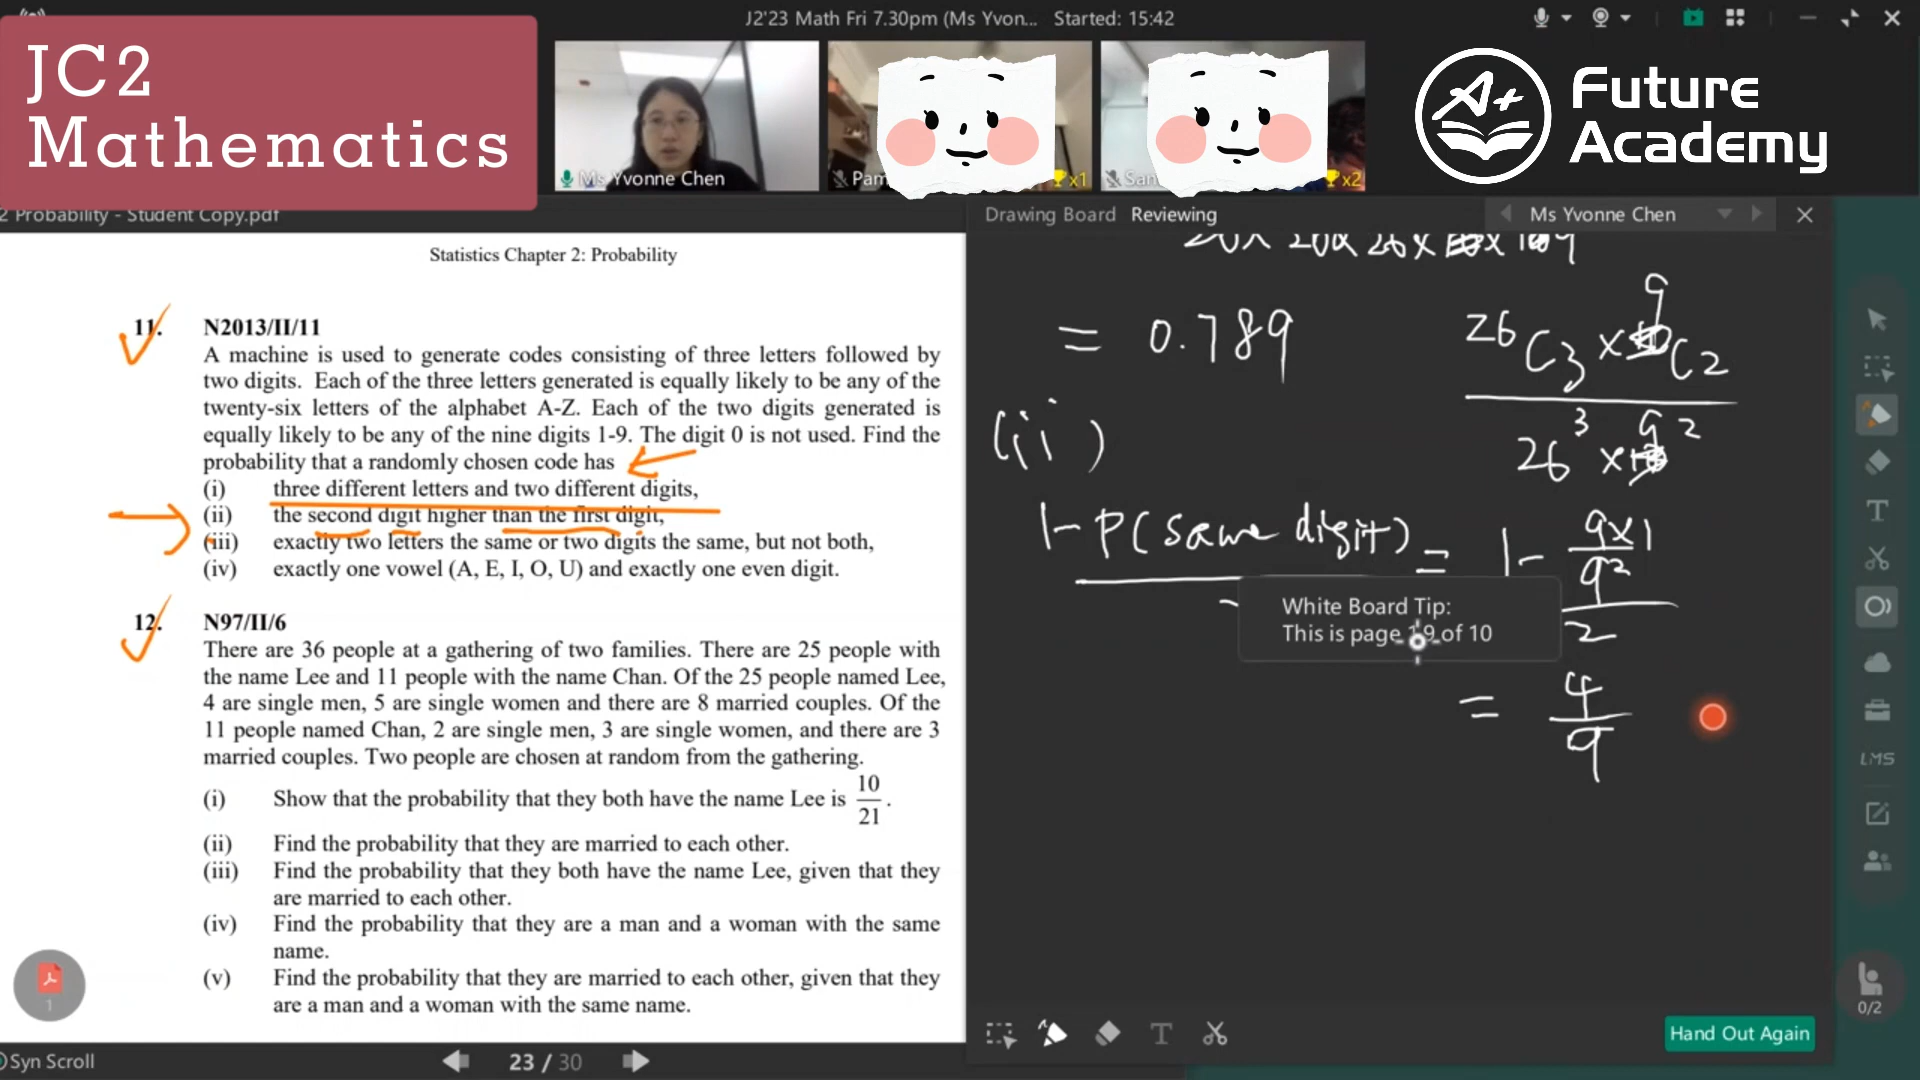 J2'23 Math Fri 7.30pm (Ms Yvon... Started: 15:42
JC2
Mathematics
Ms Yvonne Chen
Pam
x1
San
x2
A+
Future
Academy
2 Probability - Student Copy.pdf
Statistics Chapter 2: Probability
11. N2013/II/11
A machine is used to generate codes consisting of three letters followed by
two digits. Each of the three letters generated is equally likely to be any of the
twenty-six letters of the alphabet A-Z. Each of the two digits generated is
equally likely to be any of the nine digits 1-9. The digit 0 is not used. Find the
probability that a randomly chosen code has
(i) three different letters and two different digits,
(ii) the second digit higher than the first digit,
(iii) exactly two letters the same or two digits the same, but not both,
(iv) exactly one vowel (A, E, I, O, U) and exactly one even digit.
12. N97/II/6
There are 36 people at a gathering of two families. There are 25 people with
the name Lee and 11 people with the name Chan. Of the 25 people named Lee,
4 are single men, 5 are single women and there are 8 married couples. Of the
11 people named Chan, 2 are single men, 3 are single women, and there are 3
married couples. Two people are chosen at random from the gathering.
(i) Show that the probability that they both have the name Lee is 10/21.
(ii) Find the probability that they are married to each other.
(iii) Find the probability that they both have the name Lee, given that they
are married to each other.
(iv) Find the probability that they are a man and a woman with the same
name.
(v) Find the probability that they are married to each other, given that they
are a man and a woman with the same name.
1
Syn Scroll
23 / 30
Drawing Board Reviewing
Ms Yvonne Chen
= 0.789
26C3 × 9C2
26³ × 9²
(ii)
1-P(same digit) = 1- 9×1
9²
2
White Board Tip:
This is page 9 of 10
= 4
9
T
LMS
0/2
T
Hand Out Again